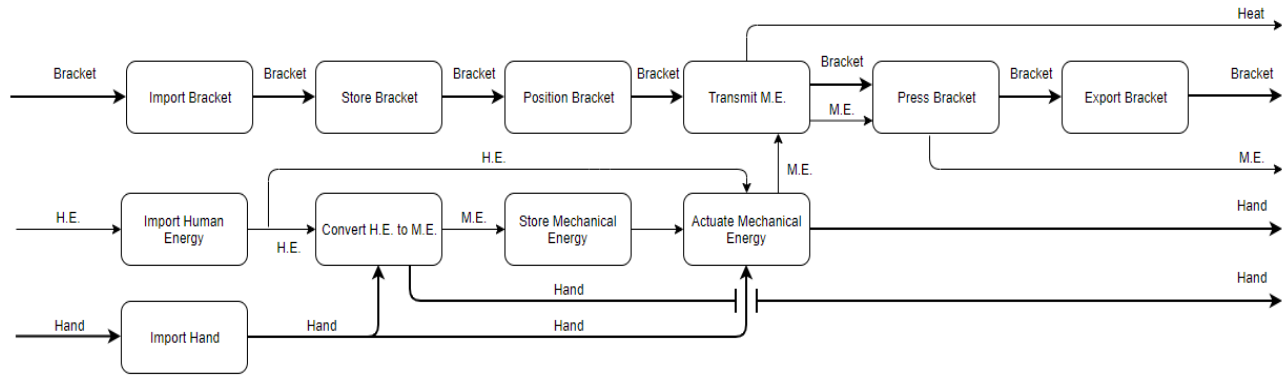 Heat
Bracket
Bracket
Bracket
Bracket
Bracket
Bracket
Bracket
Import Bracket
Store Bracket
Position Bracket
Transmit M.E.
Press Bracket
Export Bracket
M.E.
H.E.
M.E.
M.E.
H.E.
Import Human
Energy
H.E.
Convert H.E. to M.E.
M.E.
Store Mechanical
Energy
Actuate Mechanical
Energy
Hand
Hand
Hand
Hand
Import Hand
Hand
Hand